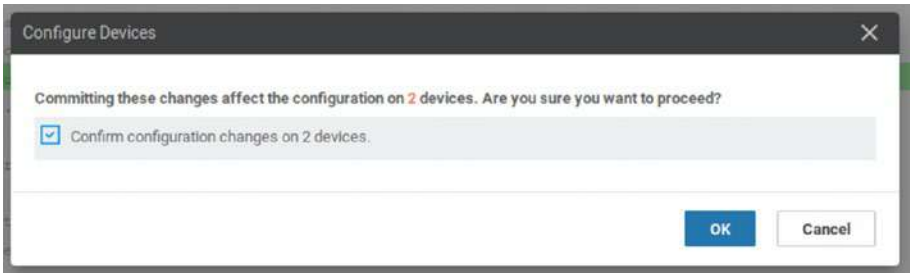 Configure Devices
Committing these changes affect the configuration on 2 devices. Are you sure you want to proceed?
Confirm configuration changes on 2 devices.
OK Cancel